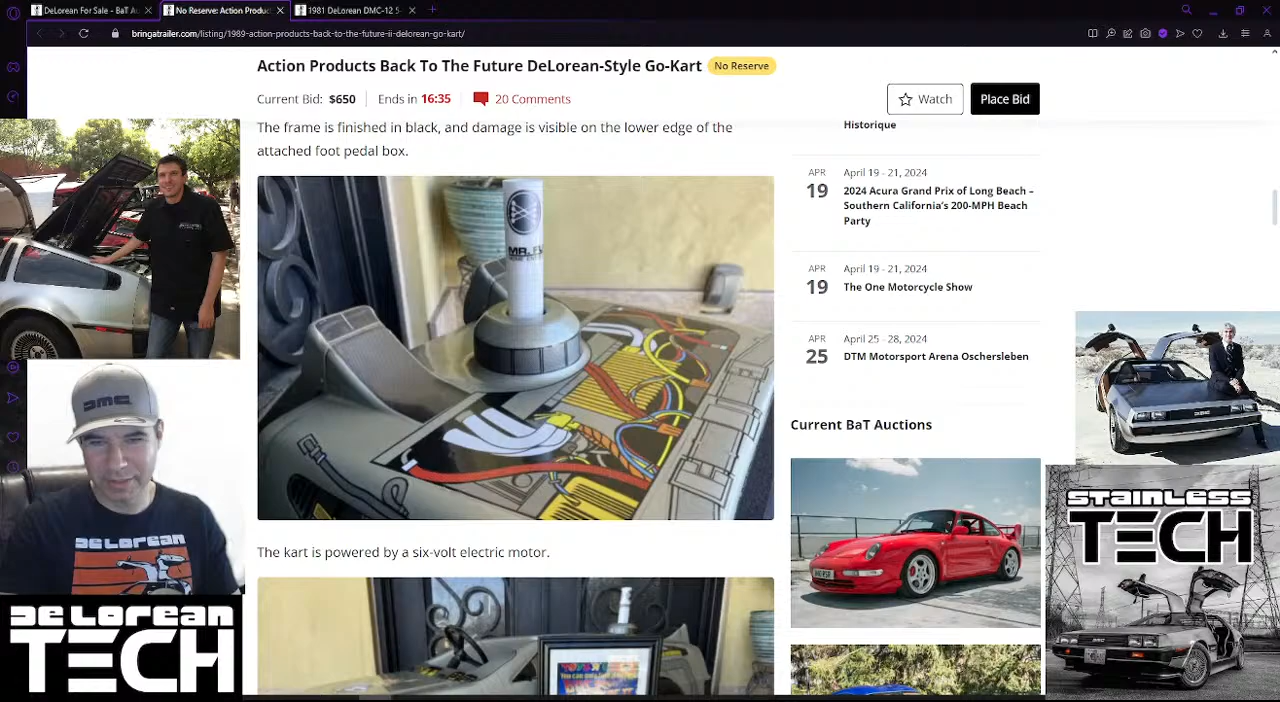 DeLorean For Sale - BaT Au
No Reserve: Action Produc
1981 DeLorean DMC-12 5-
bringatrailer.com/listing/1989-action-products-back-to-the-future-ii-delorean-go-kart/
Action Products Back To The Future DeLorean-Style Go-Kart No Reserve
Current Bid: $650 Ends in 16:35 20 Comments
Watch
Place Bid
The frame is finished in black, and damage is visible on the lower edge of the
attached foot pedal box.
MR.FU
The kart is powered by a six-volt electric motor.
Historique
APR
19
April 19 - 21, 2024
2024 Acura Grand Prix of Long Beach –
Southern California's 200-MPH Beach
Party
APR
19
April 19 - 21, 2024
The One Motorcycle Show
APR
25
April 25 - 28, 2024
DTM Motorsport Arena Oschersleben
Current BaT Auctions
DMC
DELOREAN
DELOREAN
TECH
STAINLESS
TECH